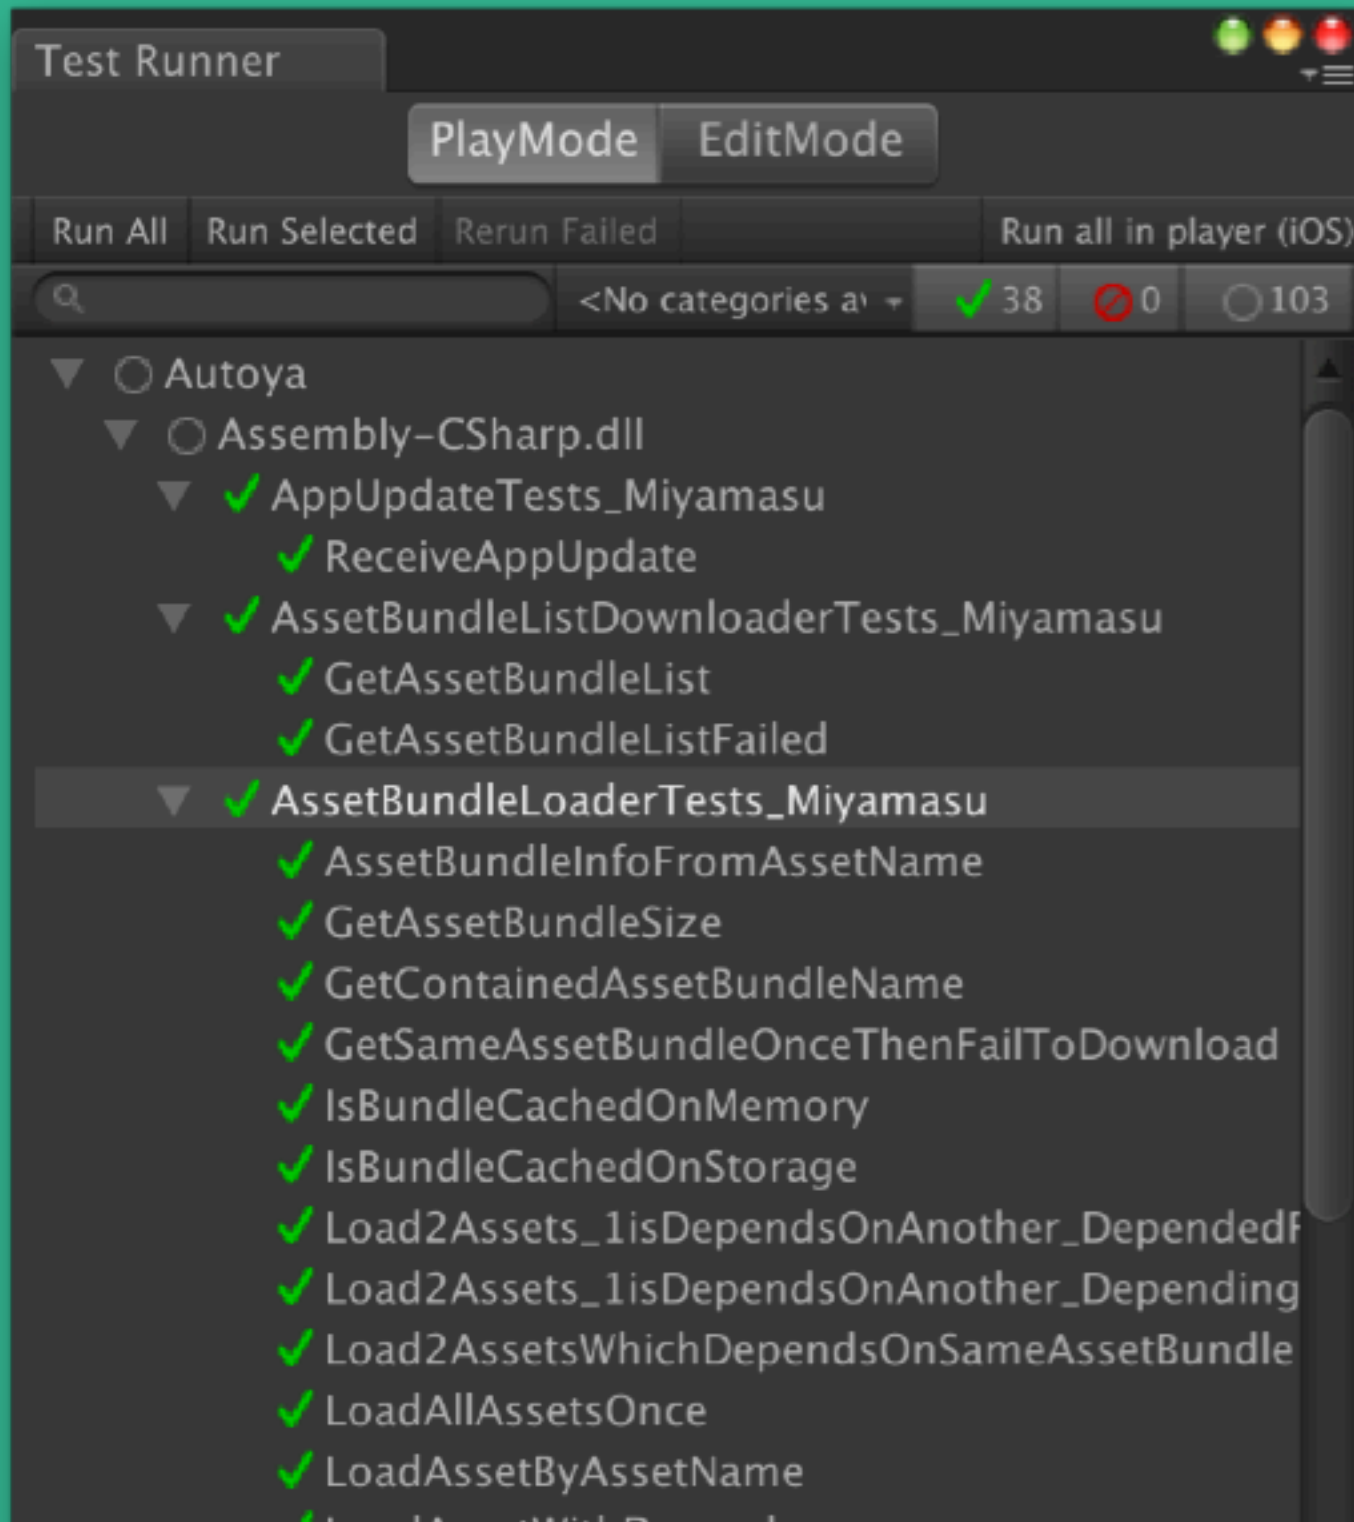 Test Runner
PlayMode EditMode
Run All Run Selected Rerun Failed Run all in player (iOS)
<No categories a 38 0 103
Autoya
Assembly-CSharp.dll
AppUpdateTests_Miyamasu
ReceiveAppUpdate
AssetBundleListDownloaderTests_Miyamasu
GetAssetBundleList
GetAssetBundleListFailed
AssetBundleLoaderTests_Miyamasu
AssetBundleInfoFromAssetName
GetAssetBundleSize
GetContainedAssetBundleName
GetSameAssetBundleOnceThenFailToDownload
IsBundleCachedOnMemory
IsBundleCachedOnStorage
Load2Assets_1isDependsOnAnother_Depended
Load2Assets_1isDependsOnAnother_Depending
Load2AssetsWhichDependsOnSameAssetBundle
LoadAllAssetsOnce
LoadAssetByAssetName